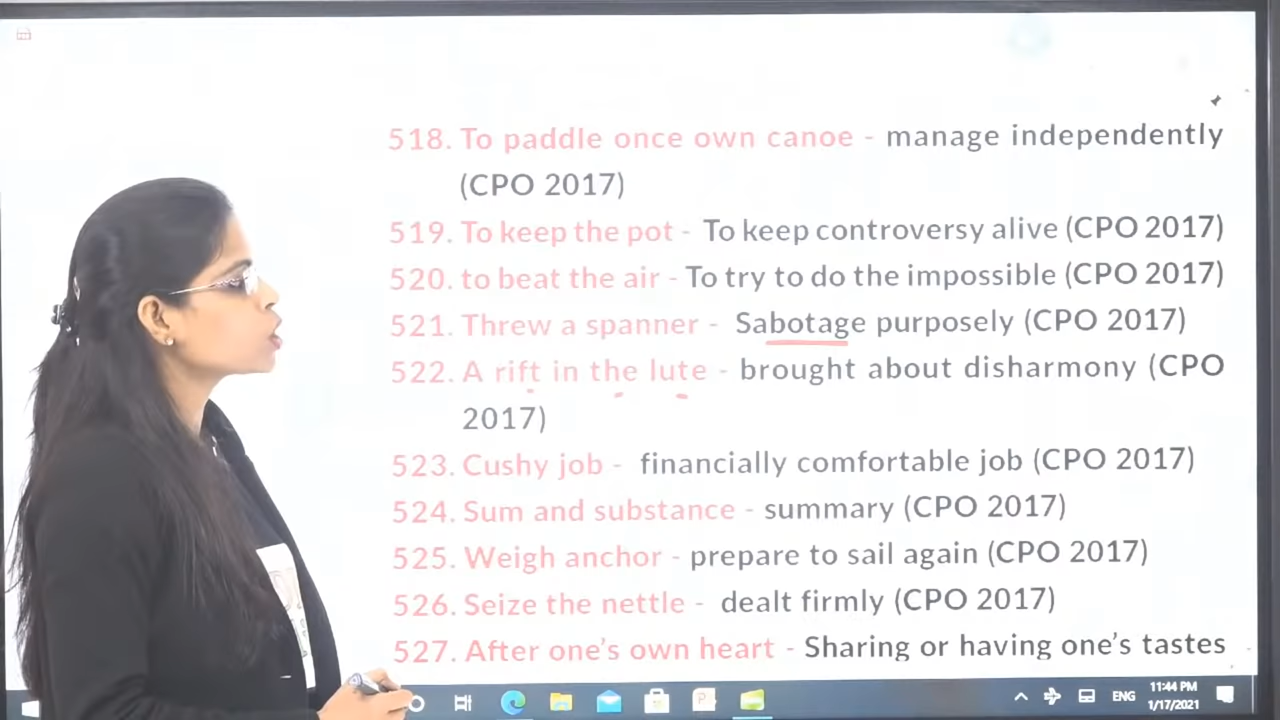 518. To paddle once own canoe - manage independently
(CPO 2017)
519. To keep the pot - To keep controversy alive (CPO 2017)
520. to beat the air - To try to do the impossible (CPO 2017)
521. Threw a spanner - Sabotage purposely (CPO 2017)
522. A rift in the lute - brought about disharmony (CPO
2017)
523. Cushy job - financially comfortable job (CPO 2017)
524. Sum and substance - summary (CPO 2017)
525. Weigh anchor - prepare to sail again (CPO 2017)
526. Seize the nettle - dealt firmly (CPO 2017)
527. After one's own heart - Sharing or having one's tastes
ENG
11:44 PM
1/17/2021